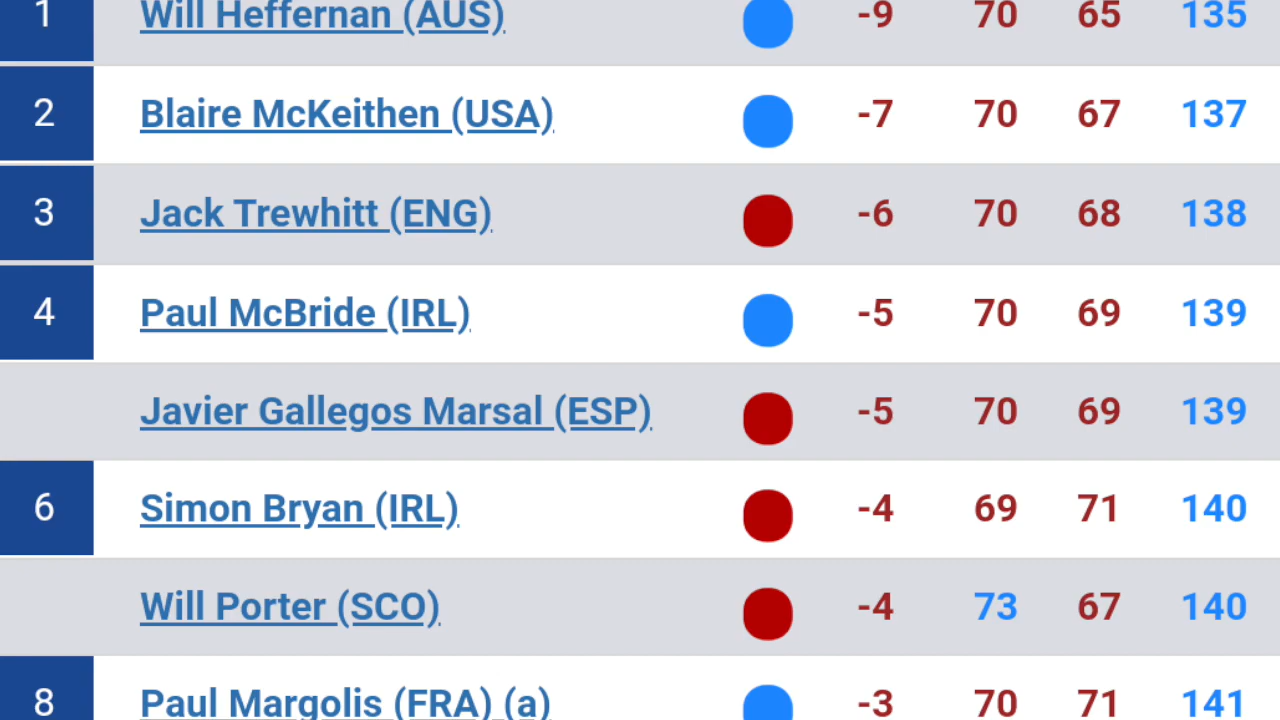 1 Will Heffernan (AUS) -9 70 65 135
2 Blaire McKeithen (USA) -7 70 67 137
3 Jack Trewhitt (ENG) -6 70 68 138
4 Paul McBride (IRL) -5 70 69 139
Javier Gallegos Marsal (ESP) -5 70 69 139
6 Simon Bryan (IRL) -4 69 71 140
Will Porter (SCO) -4 73 67 140
8 Paul Margolis (FRA) (a) -3 70 71 141